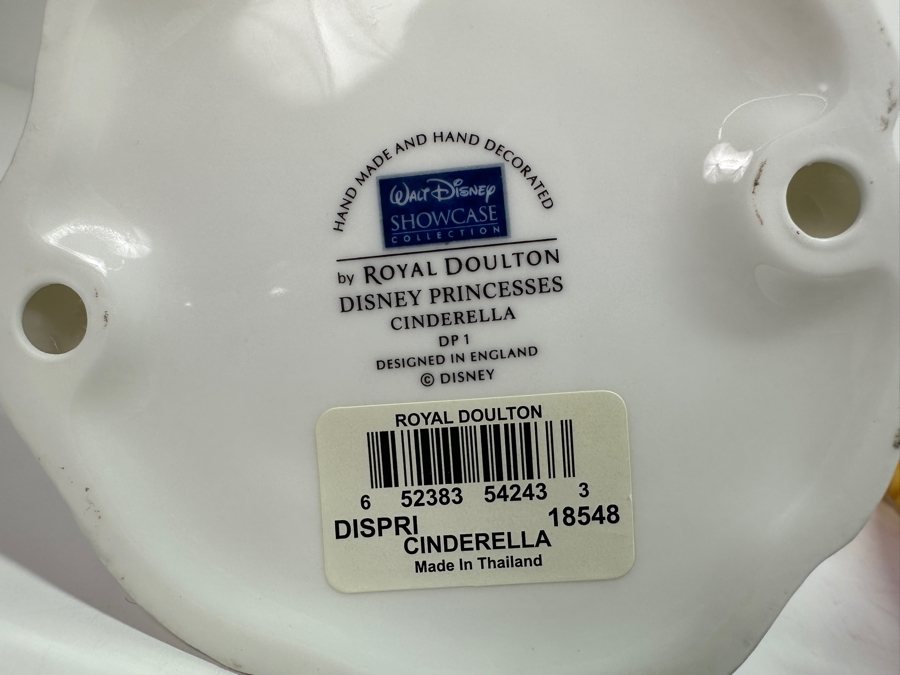 HAND MADE AND HAND DECORATED
WALT DISNEY
SHOWCASE
COLLECTION
by ROYAL DOULTON
DISNEY PRINCESSES
CINDERELLA
DP 1
DESIGNED IN ENGLAND
© DISNEY
ROYAL DOULTON
6 52383 54243 3
DISPRI 18548
CINDERELLA
Made In Thailand